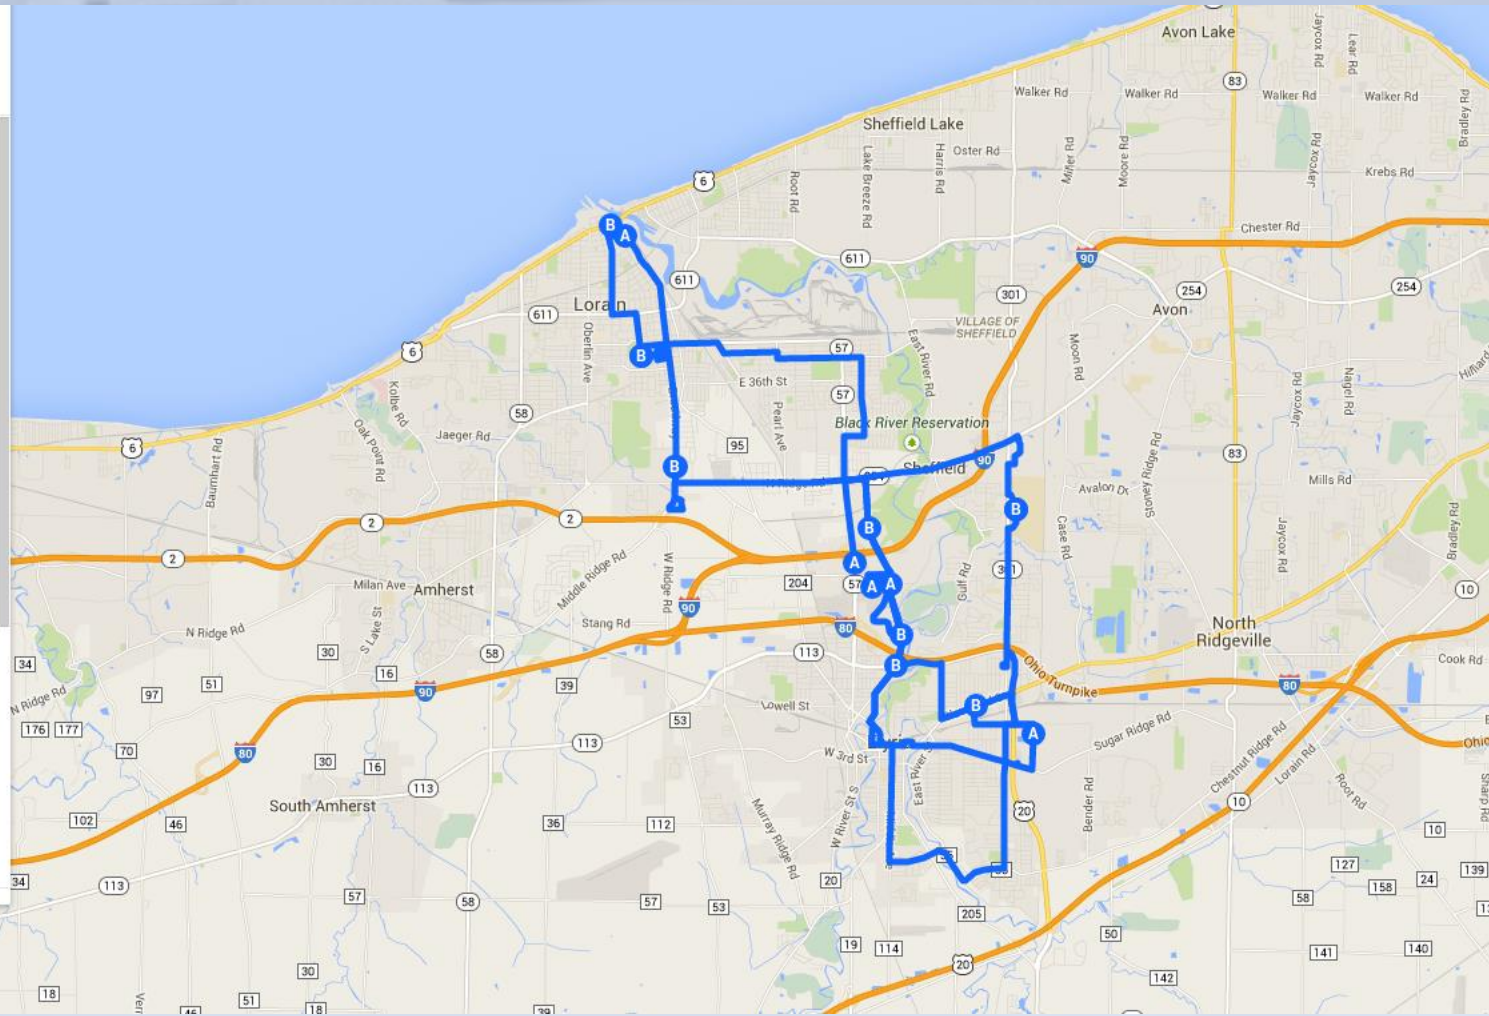 Avon Lake
83
Jaycox Rd
Lear Rd
Walker Rd
Walker Rd
Walker Rd
Walker Rd
Bradley Rd
Sheffield Lake
Oster Rd
Lake Breeze Rd
Harris Rd
Miller Rd
Moore Rd
Jaycox Rd
Krebs Rd
6
Root Rd
B
A
Chester Rd
90
611
611
254
254
301
Lorain
611
Avon
VILLAGE OF
SHEFFIELD
Oberlin Ave
East River Rd
Moon Rd
6
B
57
E 36th St
Kolbe Rd
57
Jaycox Rd
Nagel Rd
58
Pearl Ave
Black River Reservation
6
Oak Point Rd
Jaeger Rd
95
Baumhart Rd
90
83
Stoney Ridge Rd
B
Sheffield
Mills Rd
Avalon Dr
B
2
2
B
Case Rd
Jaycox Rd
Bradley Rd
2
A
Middle Ridge Rd
W Ridge Rd
204
57
A
A
Gulf Rd
Milan Ave
Amherst
10
90
S Lake St
N Ridge Rd
Stang Rd
80
B
North
Ridgeville
30
58
113
B
Ohio Turnpike
Cook Rd
34
16
N Ridge Rd
97
51
90
39
80
Lowell St
B
53
176
177
A
Sugar Ridge Rd
70
80
113
W 3rd St
30
16
East River
Chestnut Ridge Rd
Lorain Rd
Root Rd
113
South Amherst
Bender Rd
10
20
102
46
36
112
Murray Ridge Rd
W River St S
10
127
139
34
113
20
24
158
57
58
57
53
58
205
50
19
114
141
140
20
30
142
18
51
18
46
39